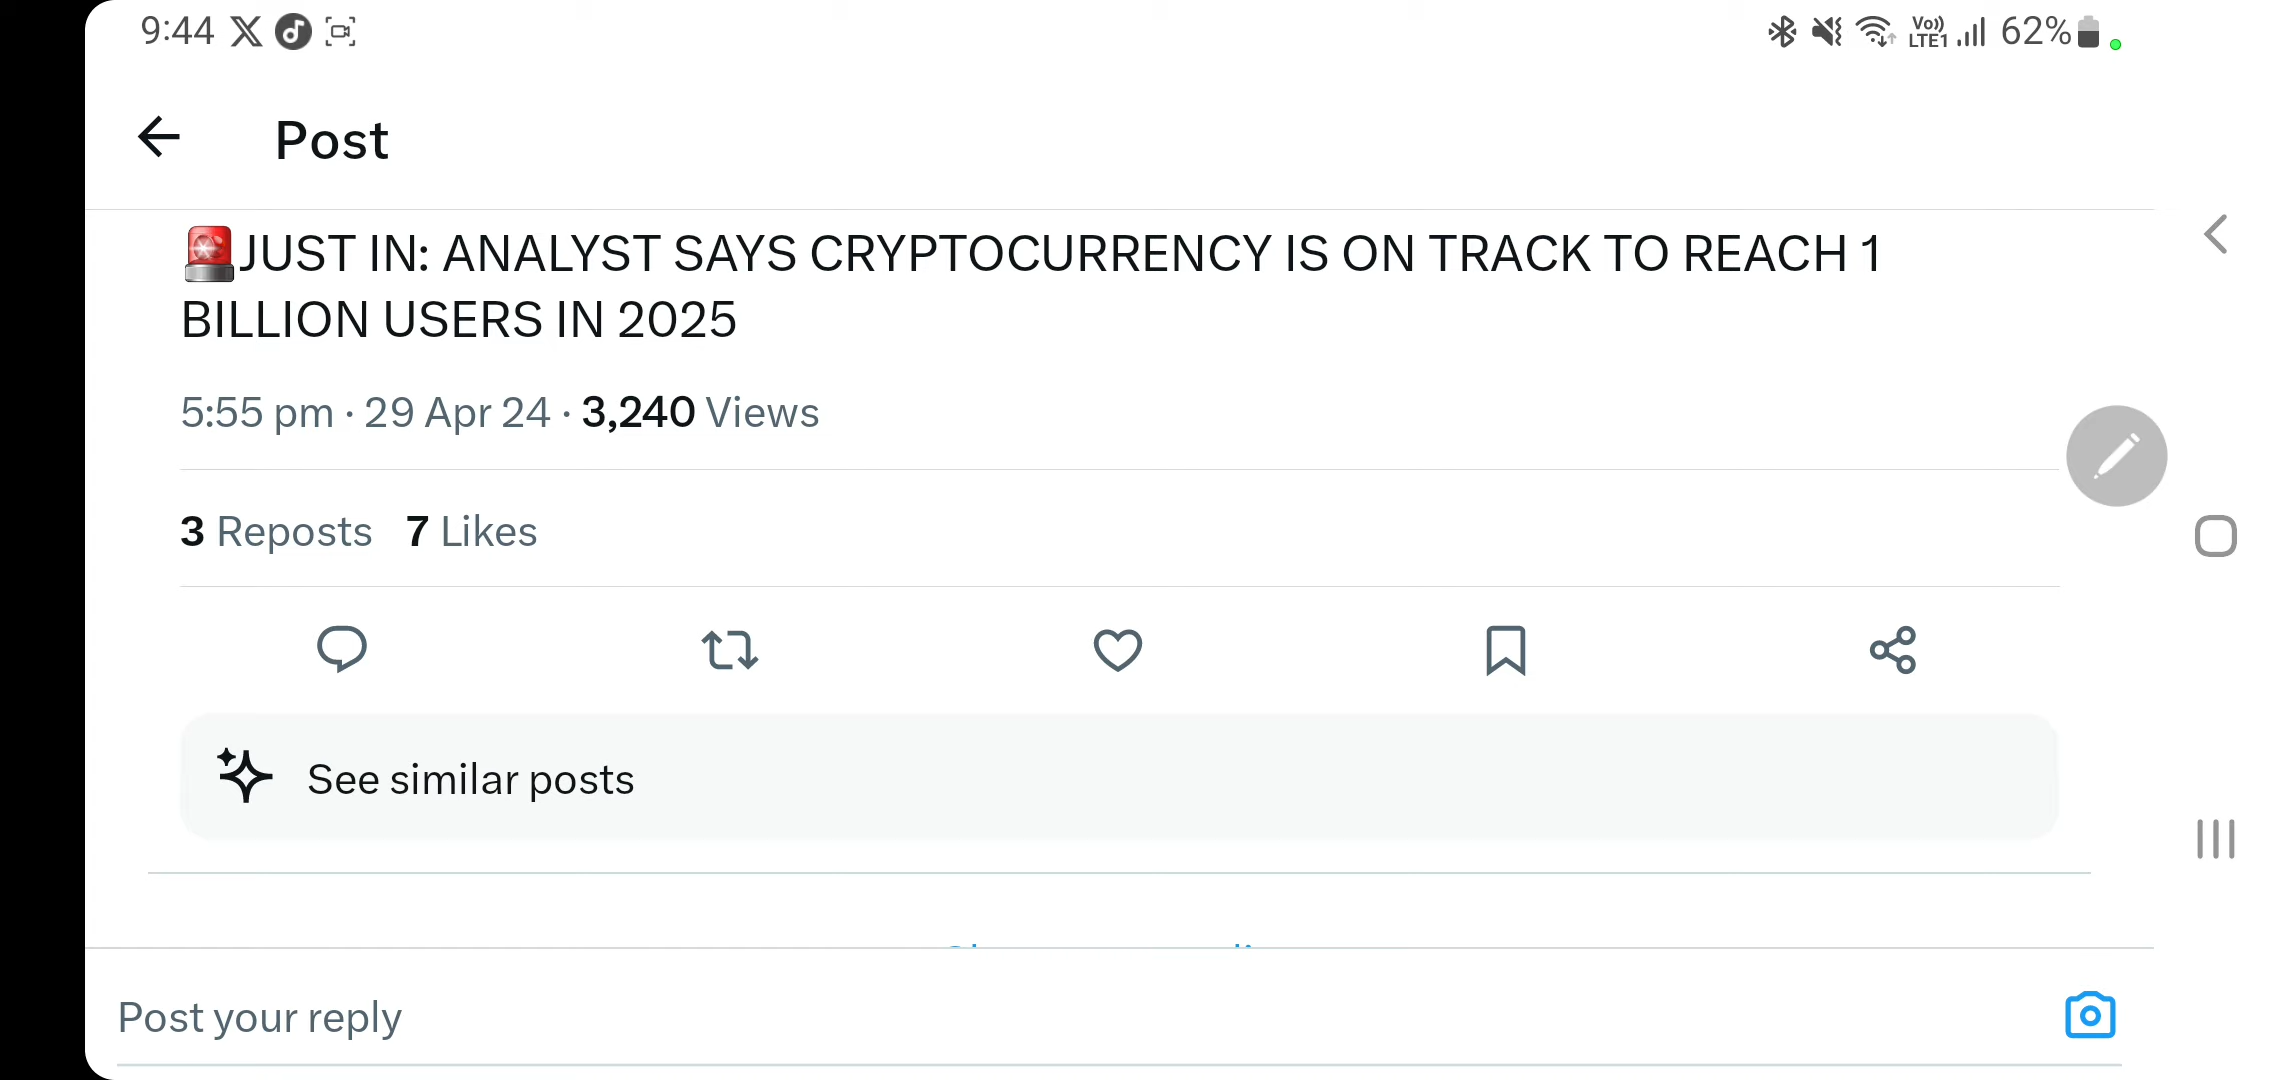 9:44 62%
Vo)) LTE1
Post
🚨JUST IN: ANALYST SAYS CRYPTOCURRENCY IS ON TRACK TO REACH 1
BILLION USERS IN 2025
5:55 pm · 29 Apr 24 · 3,240 Views
3 Reposts 7 Likes
See similar posts
Post your reply